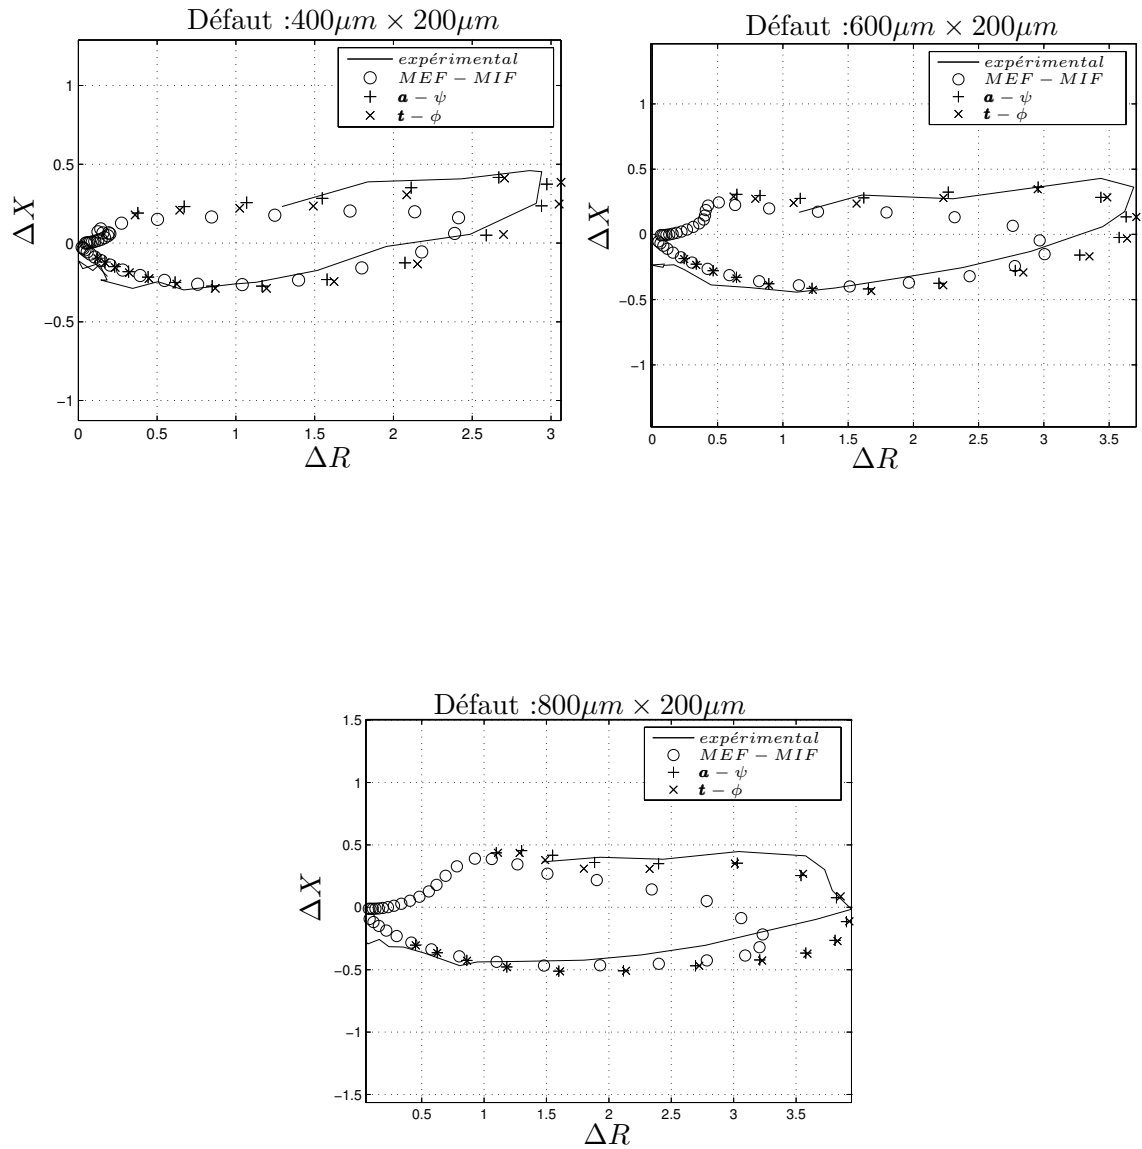 Défaut :400μm × 200μm
expérimental
MEF − MIF
a − ψ
t − ϕ
1
0.5
0
−0.5
−1
ΔX
0 0.5 1 1.5 2 2.5 3
ΔR
Défaut :600μm × 200μm
expérimental
MEF − MIF
a − ψ
t − ϕ
1
0.5
0
−0.5
−1
ΔX
0 0.5 1 1.5 2 2.5 3 3.5
ΔR
Défaut :800μm × 200μm
expérimental
MEF − MIF
a − ψ
t − ϕ
1.5
1
0.5
0
−0.5
−1
−1.5
ΔX
0.5 1 1.5 2 2.5 3 3.5
ΔR